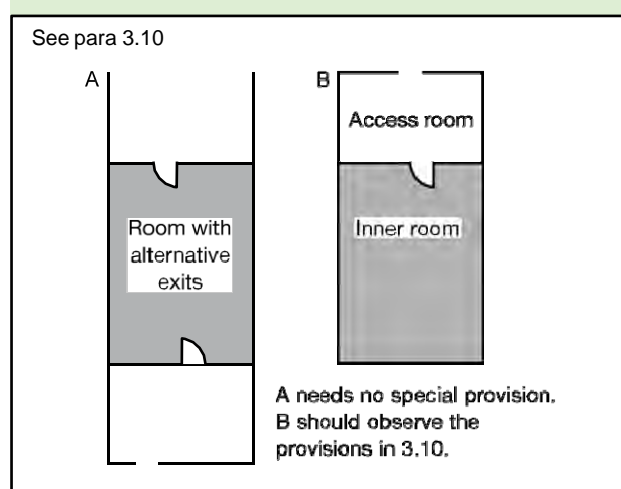 See para 3.10
A
B
Access room
Room with
alternative
exits
Inner room
A needs no special provision.
B should observe the
provisions in 3.10.